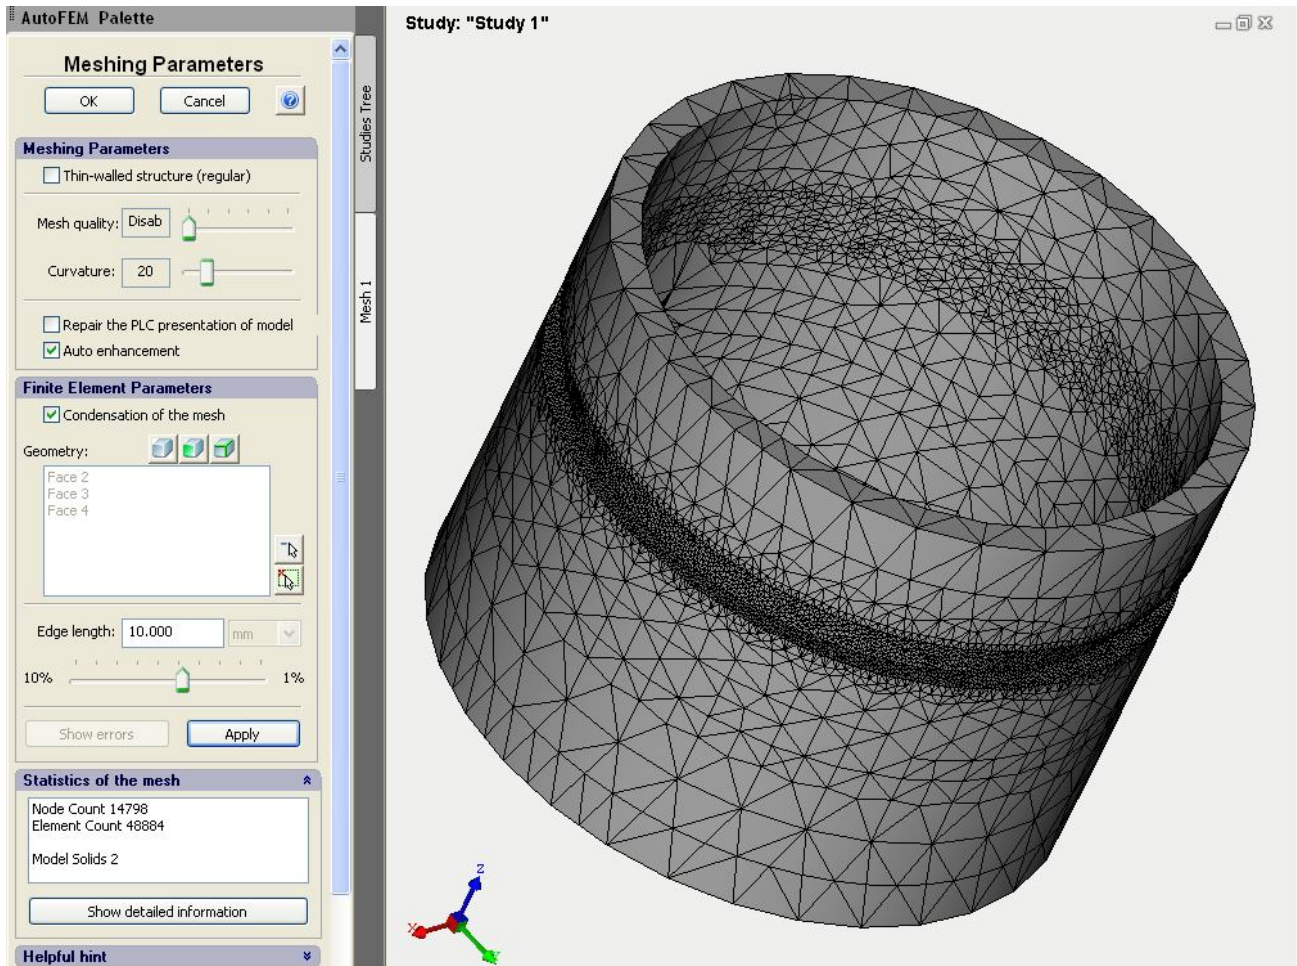 AutoFEM Palette
Meshing Parameters
OK Cancel
Meshing Parameters
Thin-walled structure (regular)
Mesh quality: Disab
Curvature: 20
Repair the PLC presentation of model
Auto enhancement
Finite Element Parameters
Condensation of the mesh
Geometry:
Face 2
Face 3
Face 4
Edge length: 10.000 mm
10% 1%
Show errors Apply
Statistics of the mesh
Node Count 14798
Element Count 48884
Model Solids 2
Show detailed information
Helpful hint
Studies Tree
Mesh 1
Study: "Study 1"
Z
X
Y